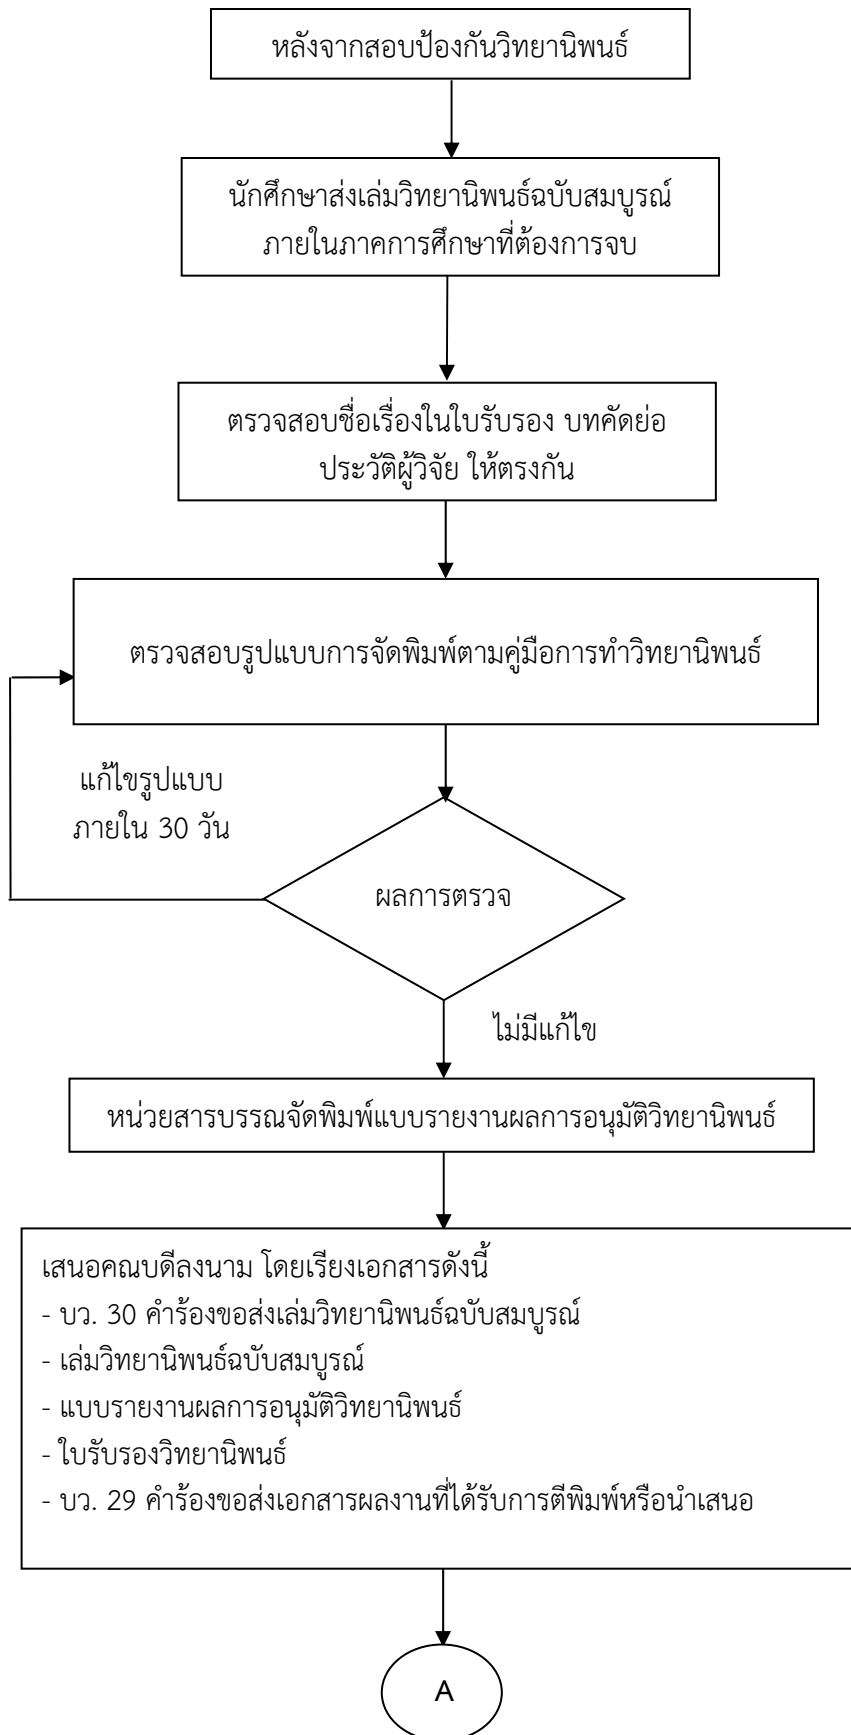 หลังจากสอบป้องกันวิทยานิพนธ์
นักศึกษาส่งเล่มวิทยานิพนธ์ฉบับสมบูรณ์
ภายในภาคการศึกษาที่ต้องการจบ
ตรวจสอบชื่อเรื่องในใบรับรอง บทคัดย่อ
ประวัติผู้วิจัย ให้ตรงกัน
ตรวจสอบรูปแบบการจัดพิมพ์ตามคู่มือการทำวิทยานิพนธ์
แก้ไขรูปแบบ
ภายใน 30 วัน
ผลการตรวจ
ไม่มีแก้ไข
หน่วยสารบรรณจัดพิมพ์แบบรายงานผลการอนุมัติวิทยานิพนธ์
เสนอคณบดีลงนาม โดยเรียงเอกสารดังนี้
- บว. 30 คำร้องขอส่งเล่มวิทยานิพนธ์ฉบับสมบูรณ์
- เล่มวิทยานิพนธ์ฉบับสมบูรณ์
- แบบรายงานผลการอนุมัติวิทยานิพนธ์
- ใบรับรองวิทยานิพนธ์
- บว. 29 คำร้องขอส่งเอกสารผลงานที่ได้รับการตีพิมพ์หรือนำเสนอ
A